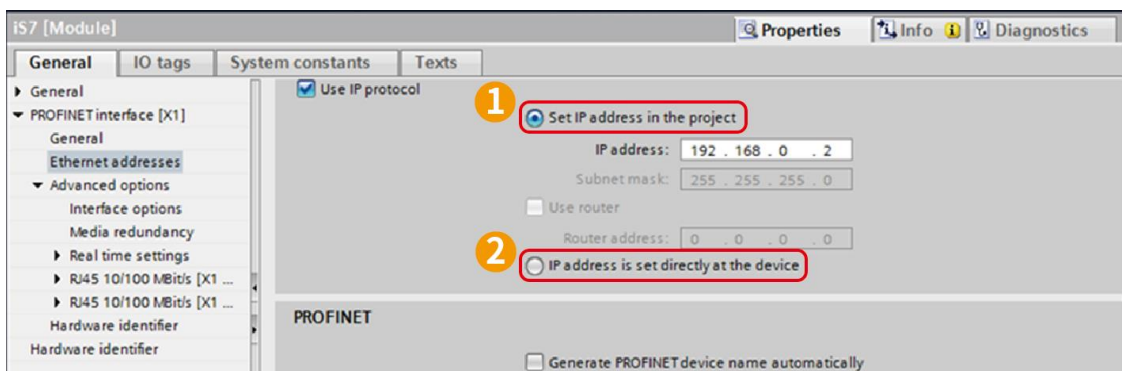 iS7 [Module]
Properties
Info
Diagnostics
General
IO tags
System constants
Texts
General
PROFINET interface [X1]
General
Ethernet addresses
Advanced options
Interface options
Media redundancy
Real time settings
RJ45 10/100 MBit/s [X1 ...
RJ45 10/100 MBit/s [X1 ...
Hardware identifier
Hardware identifier
Use IP protocol
1
Set IP address in the project
IP address: 192 . 168 . 0 . 2
Subnet mask: 255 . 255 . 255 . 0
Use router
Router address: 0 . 0 . 0 . 0
2
IP address is set directly at the device
PROFINET
Generate PROFINET device name automatically